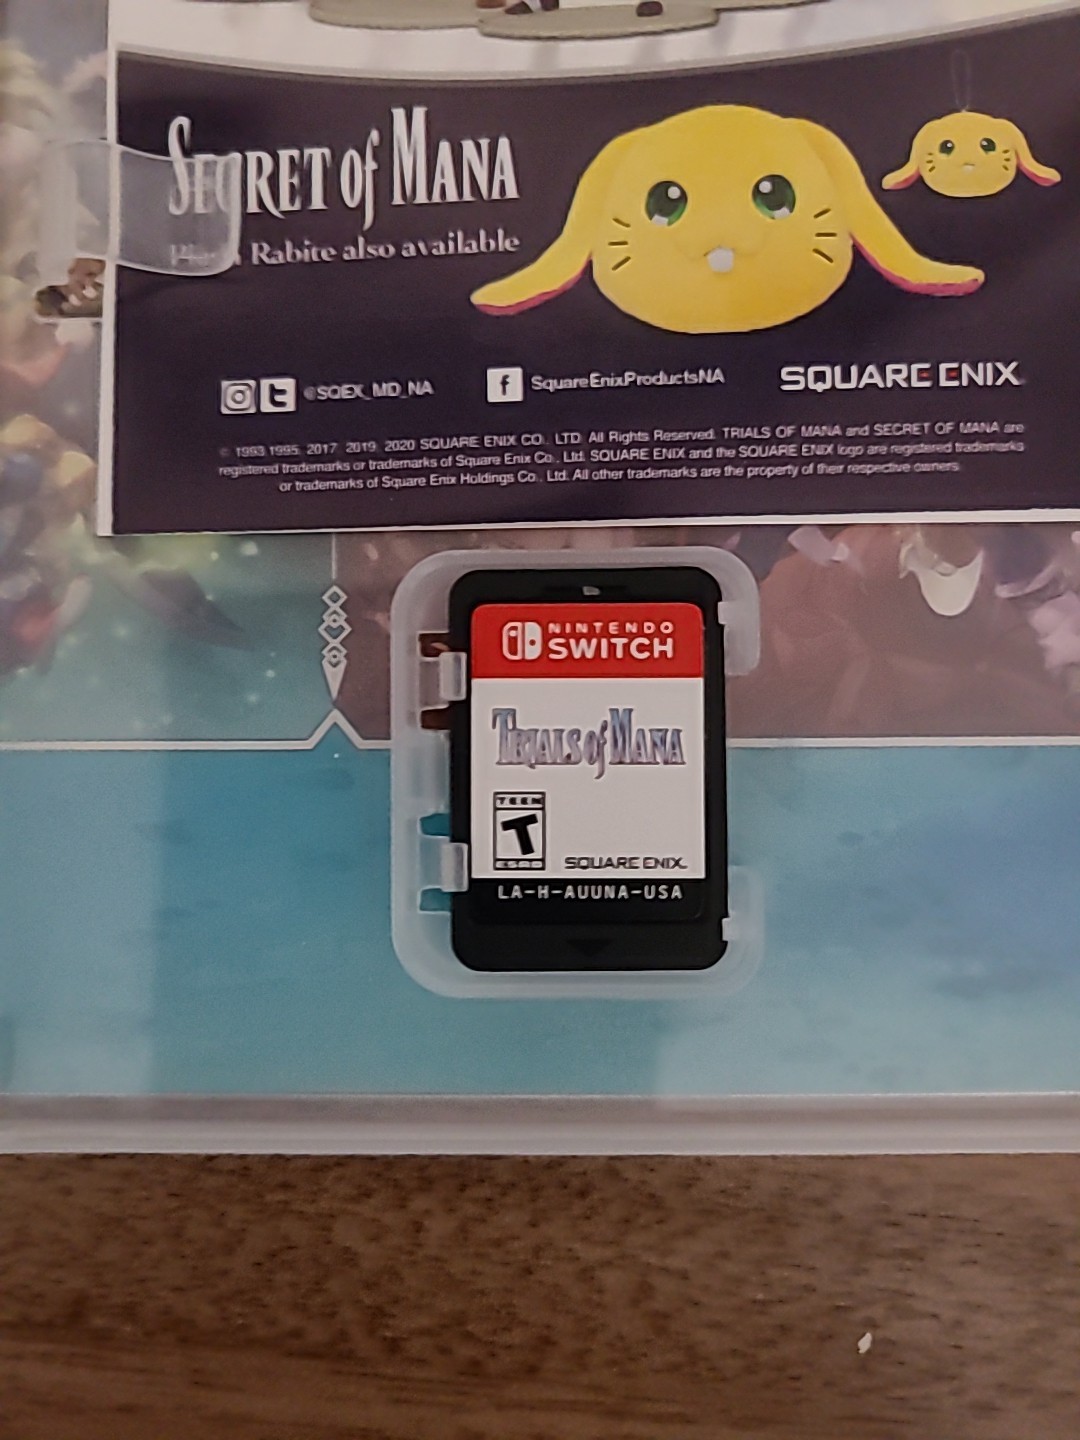 SECRET of MANA
Rabite also available
@SQEX_MD_NA
f SquareEnixProductsNA
SQUARE ENIX
© 1993, 1995, 2017, 2019, 2020 SQUARE ENIX CO., LTD. All Rights Reserved. TRIALS OF MANA and SECRET OF MANA are
registered trademarks or trademarks of Square Enix Co., Ltd. SQUARE ENIX and the SQUARE ENIX logo are registered trademarks
or trademarks of Square Enix Holdings Co., Ltd. All other trademarks are the property of their respective owners.
NINTENDO
SWITCH
TRIALS of MANA
TEEN
T
ESRB
SQUARE ENIX.
LA-H-AUUNA-USA